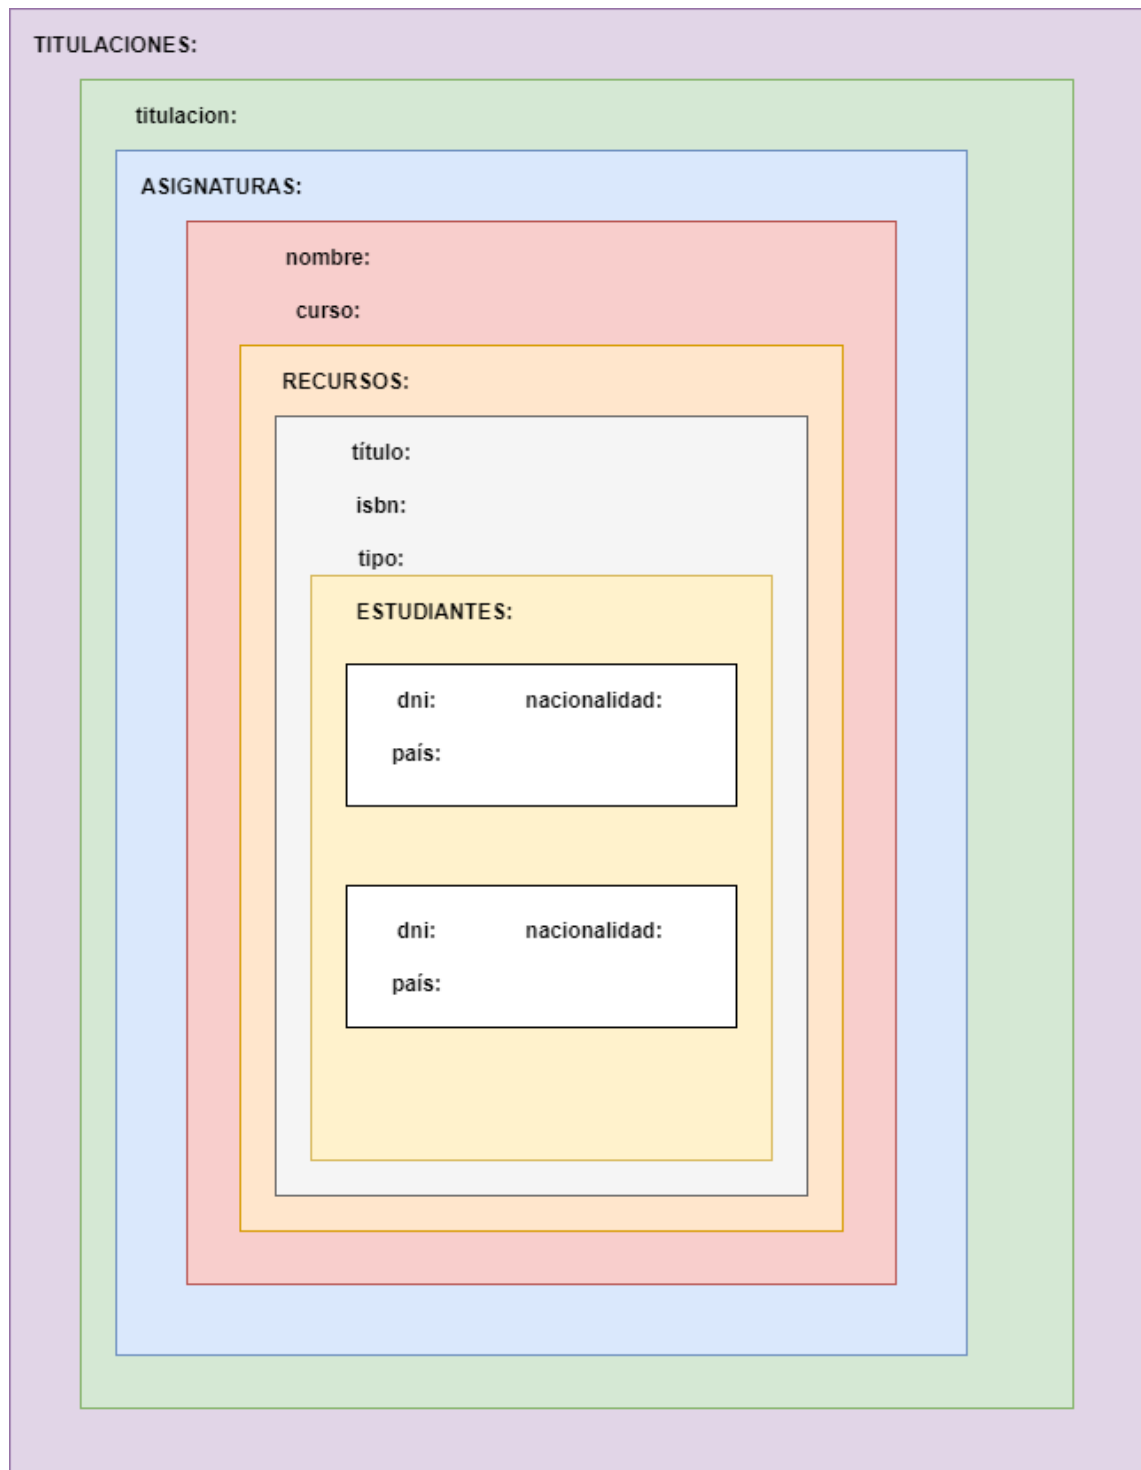 TITULACIONES:
titulacion:
ASIGNATURAS:
nombre:
curso:
RECURSOS:
título:
isbn:
tipo:
ESTUDIANTES:
dni: nacionalidad:
país:
dni: nacionalidad:
país: